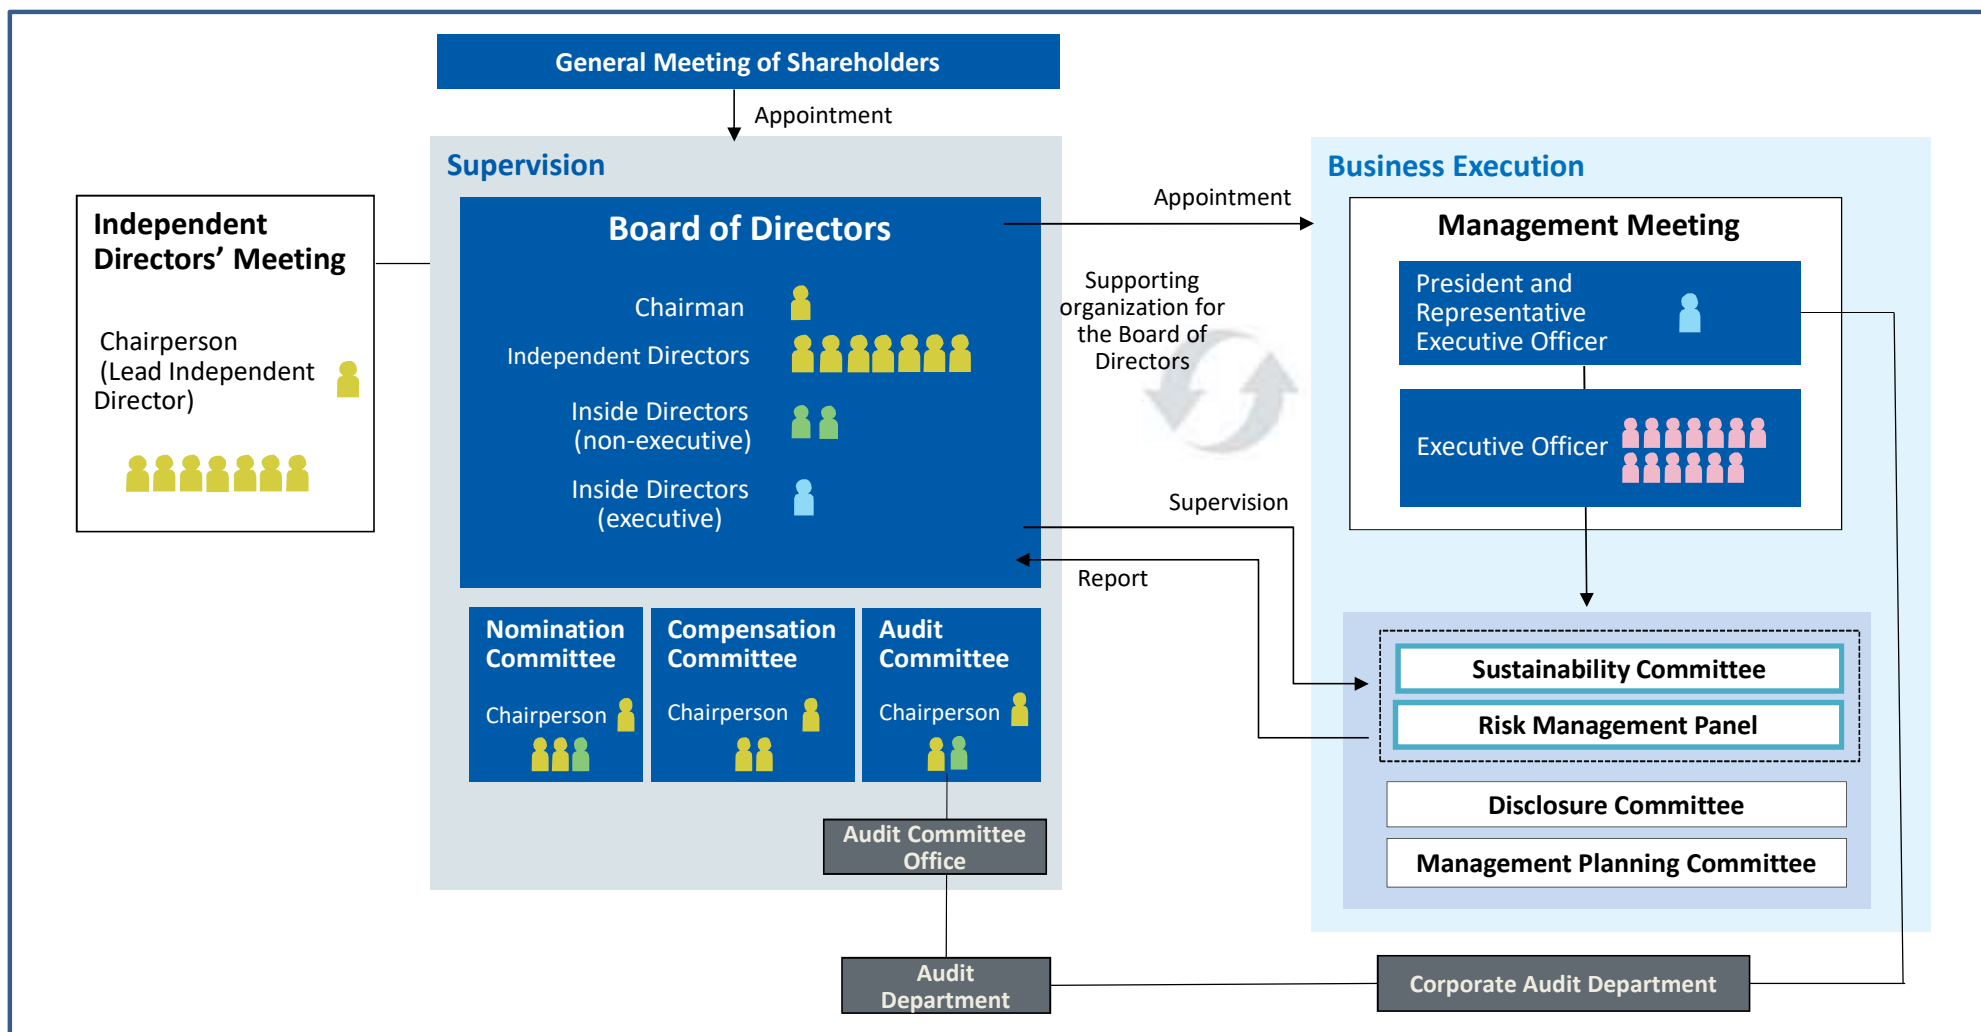 General Meeting of Shareholders
Appointment
Supervision
Business Execution
Independent
Directors’ Meeting
Chairperson
(Lead Independent
Director)
Board of Directors
Chairman
Independent Directors
Inside Directors
(non-executive)
Inside Directors
(executive)
Appointment
Supporting
organization for
the Board of
Directors
Supervision
Report
Management Meeting
President and
Representative
Executive Officer
Executive Officer
Nomination
Committee
Chairperson
Compensation
Committee
Chairperson
Audit
Committee
Chairperson
Sustainability Committee
Risk Management Panel
Disclosure Committee
Management Planning Committee
Audit Committee
Office
Audit
Department
Corporate Audit Department